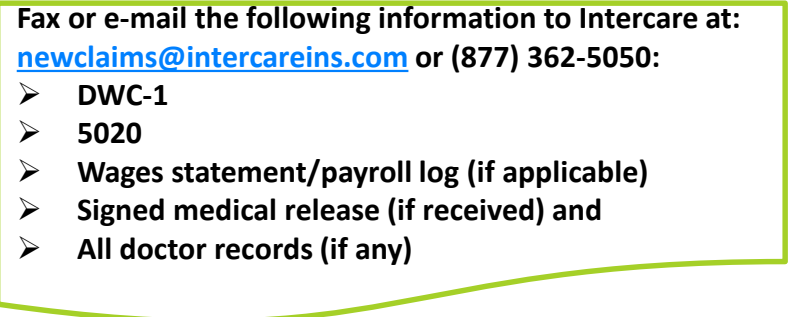 Fax or e-mail the following information to Intercare at:
newclaims@intercareins.com or (877) 362-5050:
➢ DWC-1
➢ 5020
➢ Wages statement/payroll log (if applicable)
➢ Signed medical release (if received) and
➢ All doctor records (if any)